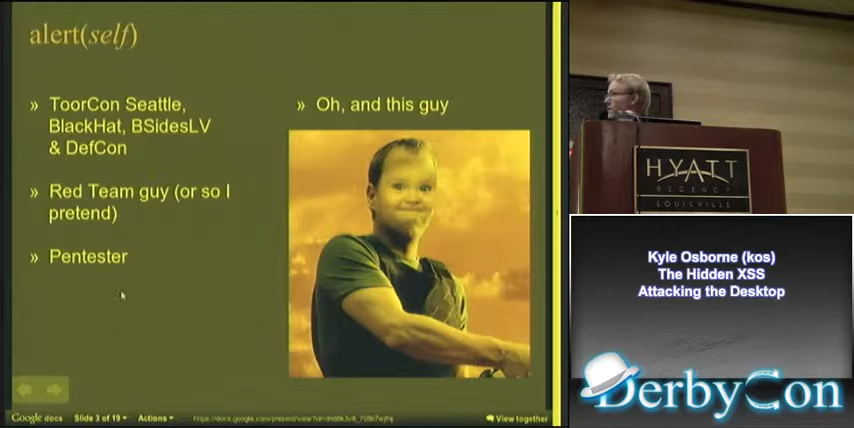 alert(self)
» ToorCon Seattle,
BlackHat, BSidesLV
& DefCon
» Red Team guy (or so I
pretend)
» Pentester
» Oh, and this guy
Google docs
Slide 3 of 19
Actions
View together
HYATT
REGENCY
LOUISVILLE
Kyle Osborne (kos)
The Hidden XSS
Attacking the Desktop
DerbyCon